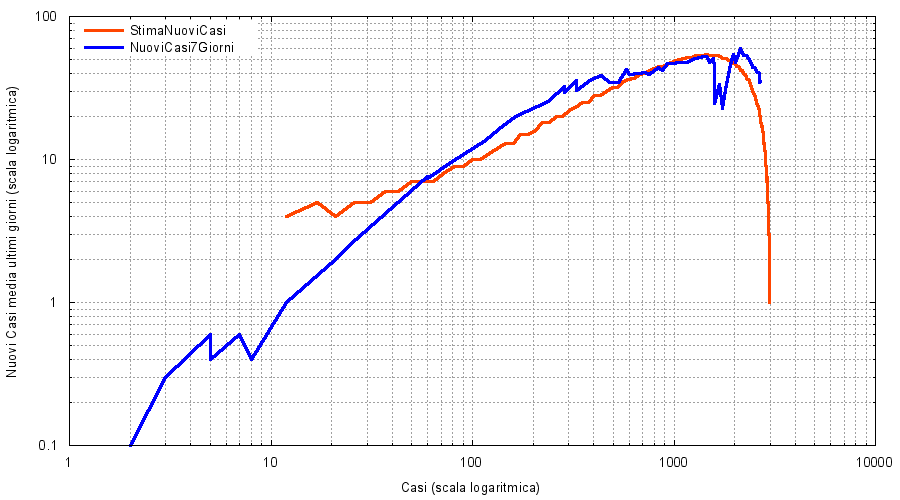 100
StimaNuoviCasi
NuoviCasi7Giorni
10
1
0.1
Nuovi Casi media ultimi giorni (scala logaritmica)
1 10 100 1000 10000
Casi (scala logaritmica)